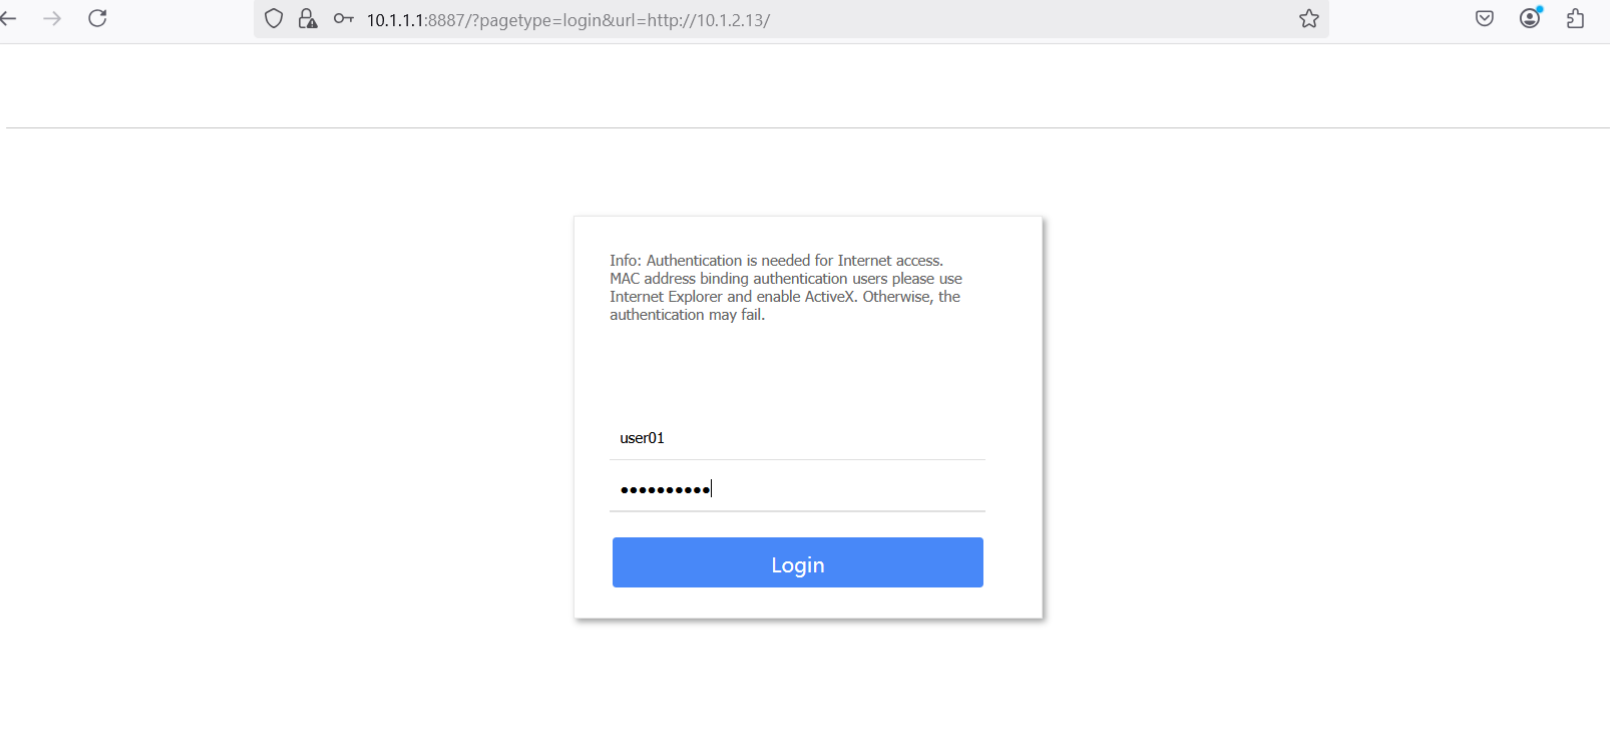 10.1.1.1:8887/?pagetype=login&url=http://10.1.2.13/
Info: Authentication is needed for Internet access.
MAC address binding authentication users please use
Internet Explorer and enable ActiveX. Otherwise, the
authentication may fail.
user01
••••••••••
Login